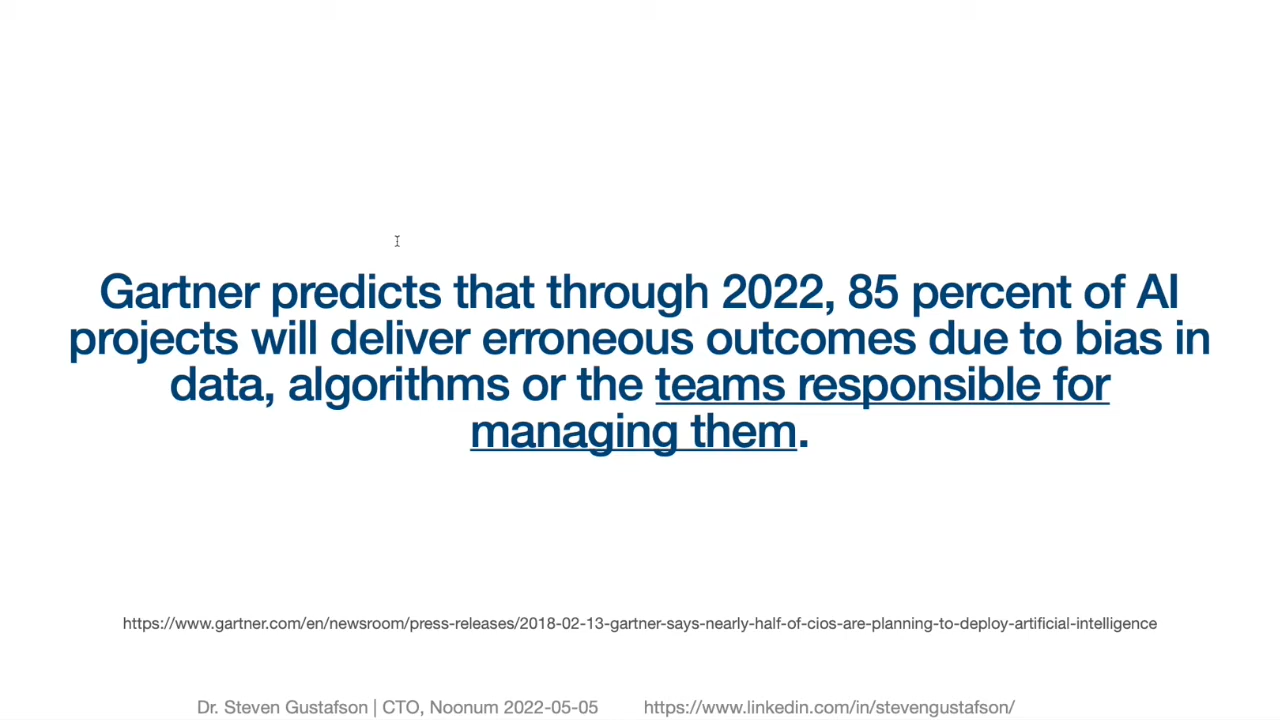 Gartner predicts that through 2022, 85 percent of AI
projects will deliver erroneous outcomes due to bias in
data, algorithms or the teams responsible for
managing them.
https://www.gartner.com/en/newsroom/press-releases/2018-02-13-gartner-says-nearly-half-of-cios-are-planning-to-deploy-artificial-intelligence
Dr. Steven Gustafson | CTO, Noonum 2022-05-05 https://www.linkedin.com/in/stevengustafson/